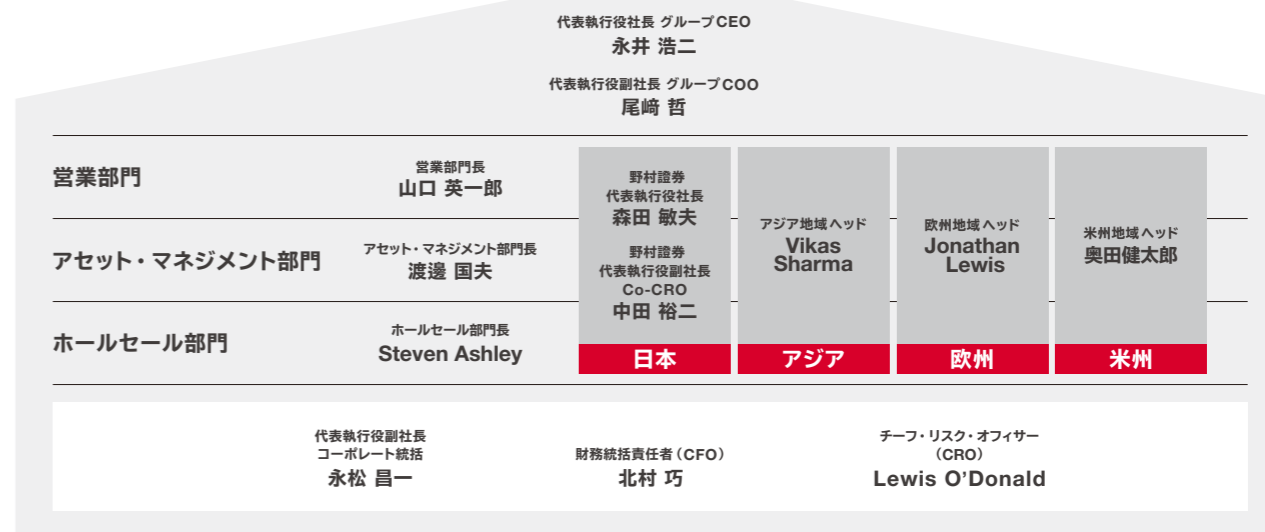 代表執行役社長 グループCEO
永井 浩二
代表執行役副社長 グループCOO
尾﨑 哲
営業部門
営業部門長
山口 英一郎
アセット・マネジメント部門
アセット・マネジメント部門長
渡邊 国夫
ホールセール部門
ホールセール部門長
Steven Ashley
野村證券
代表執行役社長
森田 敏夫
野村證券
代表執行役副社長
Co-CRO
中田 裕二
日本
アジア地域ヘッド
Vikas
Sharma
アジア
欧州地域ヘッド
Jonathan
Lewis
欧州
米州地域ヘッド
奥田健太郎
米州
代表執行役副社長
コーポレート統括
永松 昌一
財務統括責任者（CFO）
北村 巧
チーフ・リスク・オフィサー
（CRO）
Lewis O’Donald